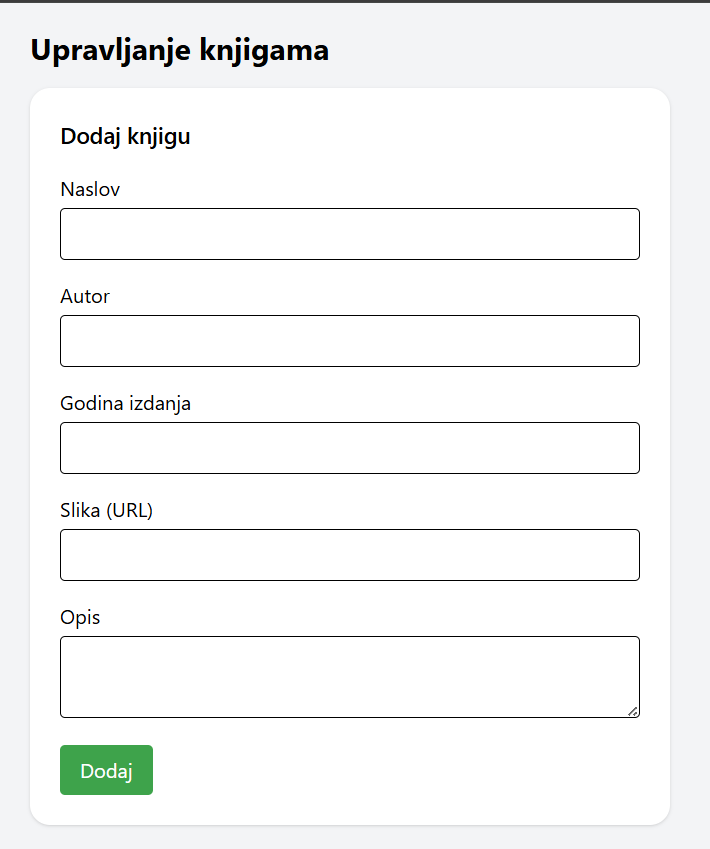 Upravljanje knjigama
Dodaj knjigu
Naslov
Autor
Godina izdanja
Slika (URL)
Opis
Dodaj